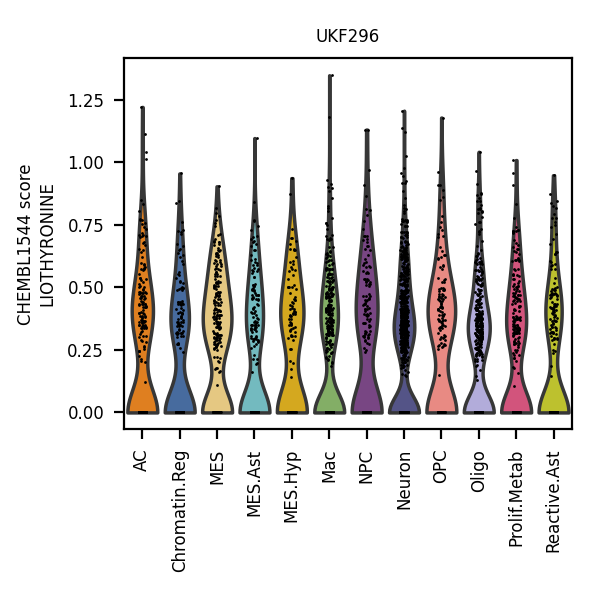 UKF296
CHEMBL1544 score
LIOTHYRONINE
1.25
1.00
0.75
0.50
0.25
0.00
AC
Chromatin.Reg
MES
MES.Ast
MES.Hyp
Mac
NPC
Neuron
OPC
Oligo
Prolif.Metab
Reactive.Ast